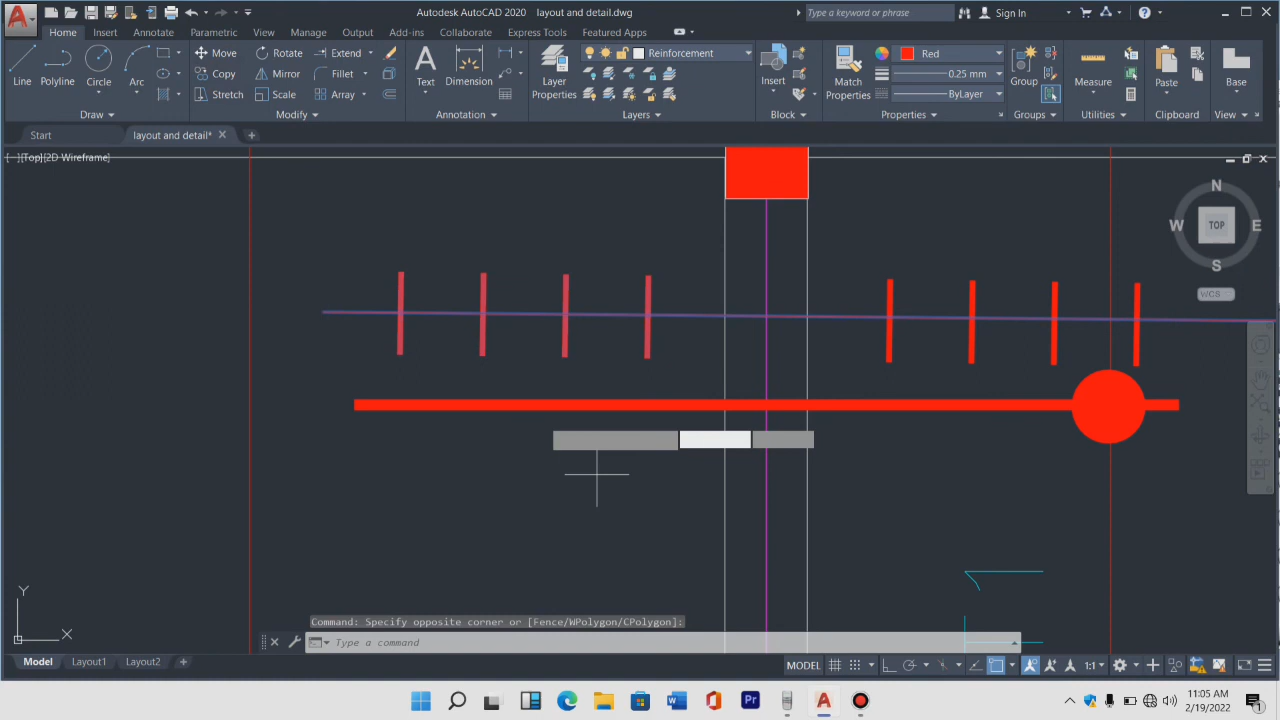 Autodesk AutoCAD 2020 layout and detail.dwg
Type a keyword or phrase
Sign In
Home Insert Annotate Parametric View Manage Output Add-ins Collaborate Express Tools Featured Apps
Line
Polyline
Circle
Arc
Move
Rotate
Extend
Copy
Mirror
Fillet
Stretch
Scale
Array
Text
Dimension
Layer
Properties
Reinforcement
Insert
Match
Properties
Red
0.25 mm
ByLayer
Group
Measure
Paste
Base
Draw
Modify
Annotation
Layers
Block
Properties
Groups
Utilities
Clipboard
View
Start
layout and detail*
[−][Top][2D Wireframe]
N
W
TOP
E
S
WCS
Y
X
Command: Specify opposite corner or [Fence/WPolygon/CPolygon]:
Type a command
Model
Layout1
Layout2
MODEL
1:1
W
Pr
A
11:05 AM
2/19/2022
1